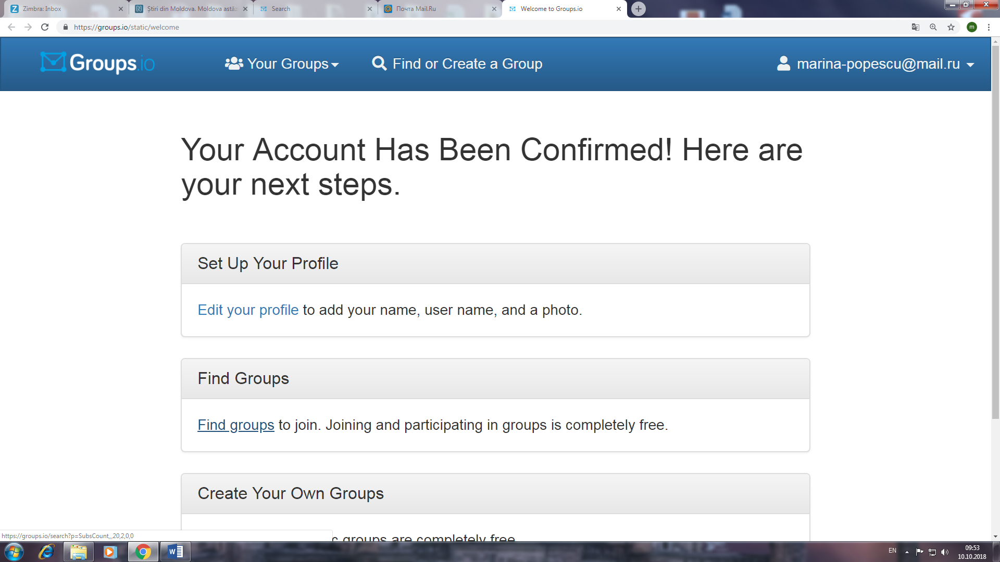 Zimbra: Inbox
Știri din Moldova. Moldova astăz
Search
Почта Mail.Ru
Welcome to Groups.io
https://groups.io/static/welcome
m
Groups.io
Your Groups
Find or Create a Group
marina-popescu@mail.ru
Your Account Has Been Confirmed! Here are
your next steps.
Set Up Your Profile
Edit your profile to add your name, user name, and a photo.
Find Groups
Find groups to join. Joining and participating in groups is completely free.
Create Your Own Groups
c groups are completely free
https://groups.io/search?p=SubsCount,,,20,2,0,0
EN
09:53
10.10.2018